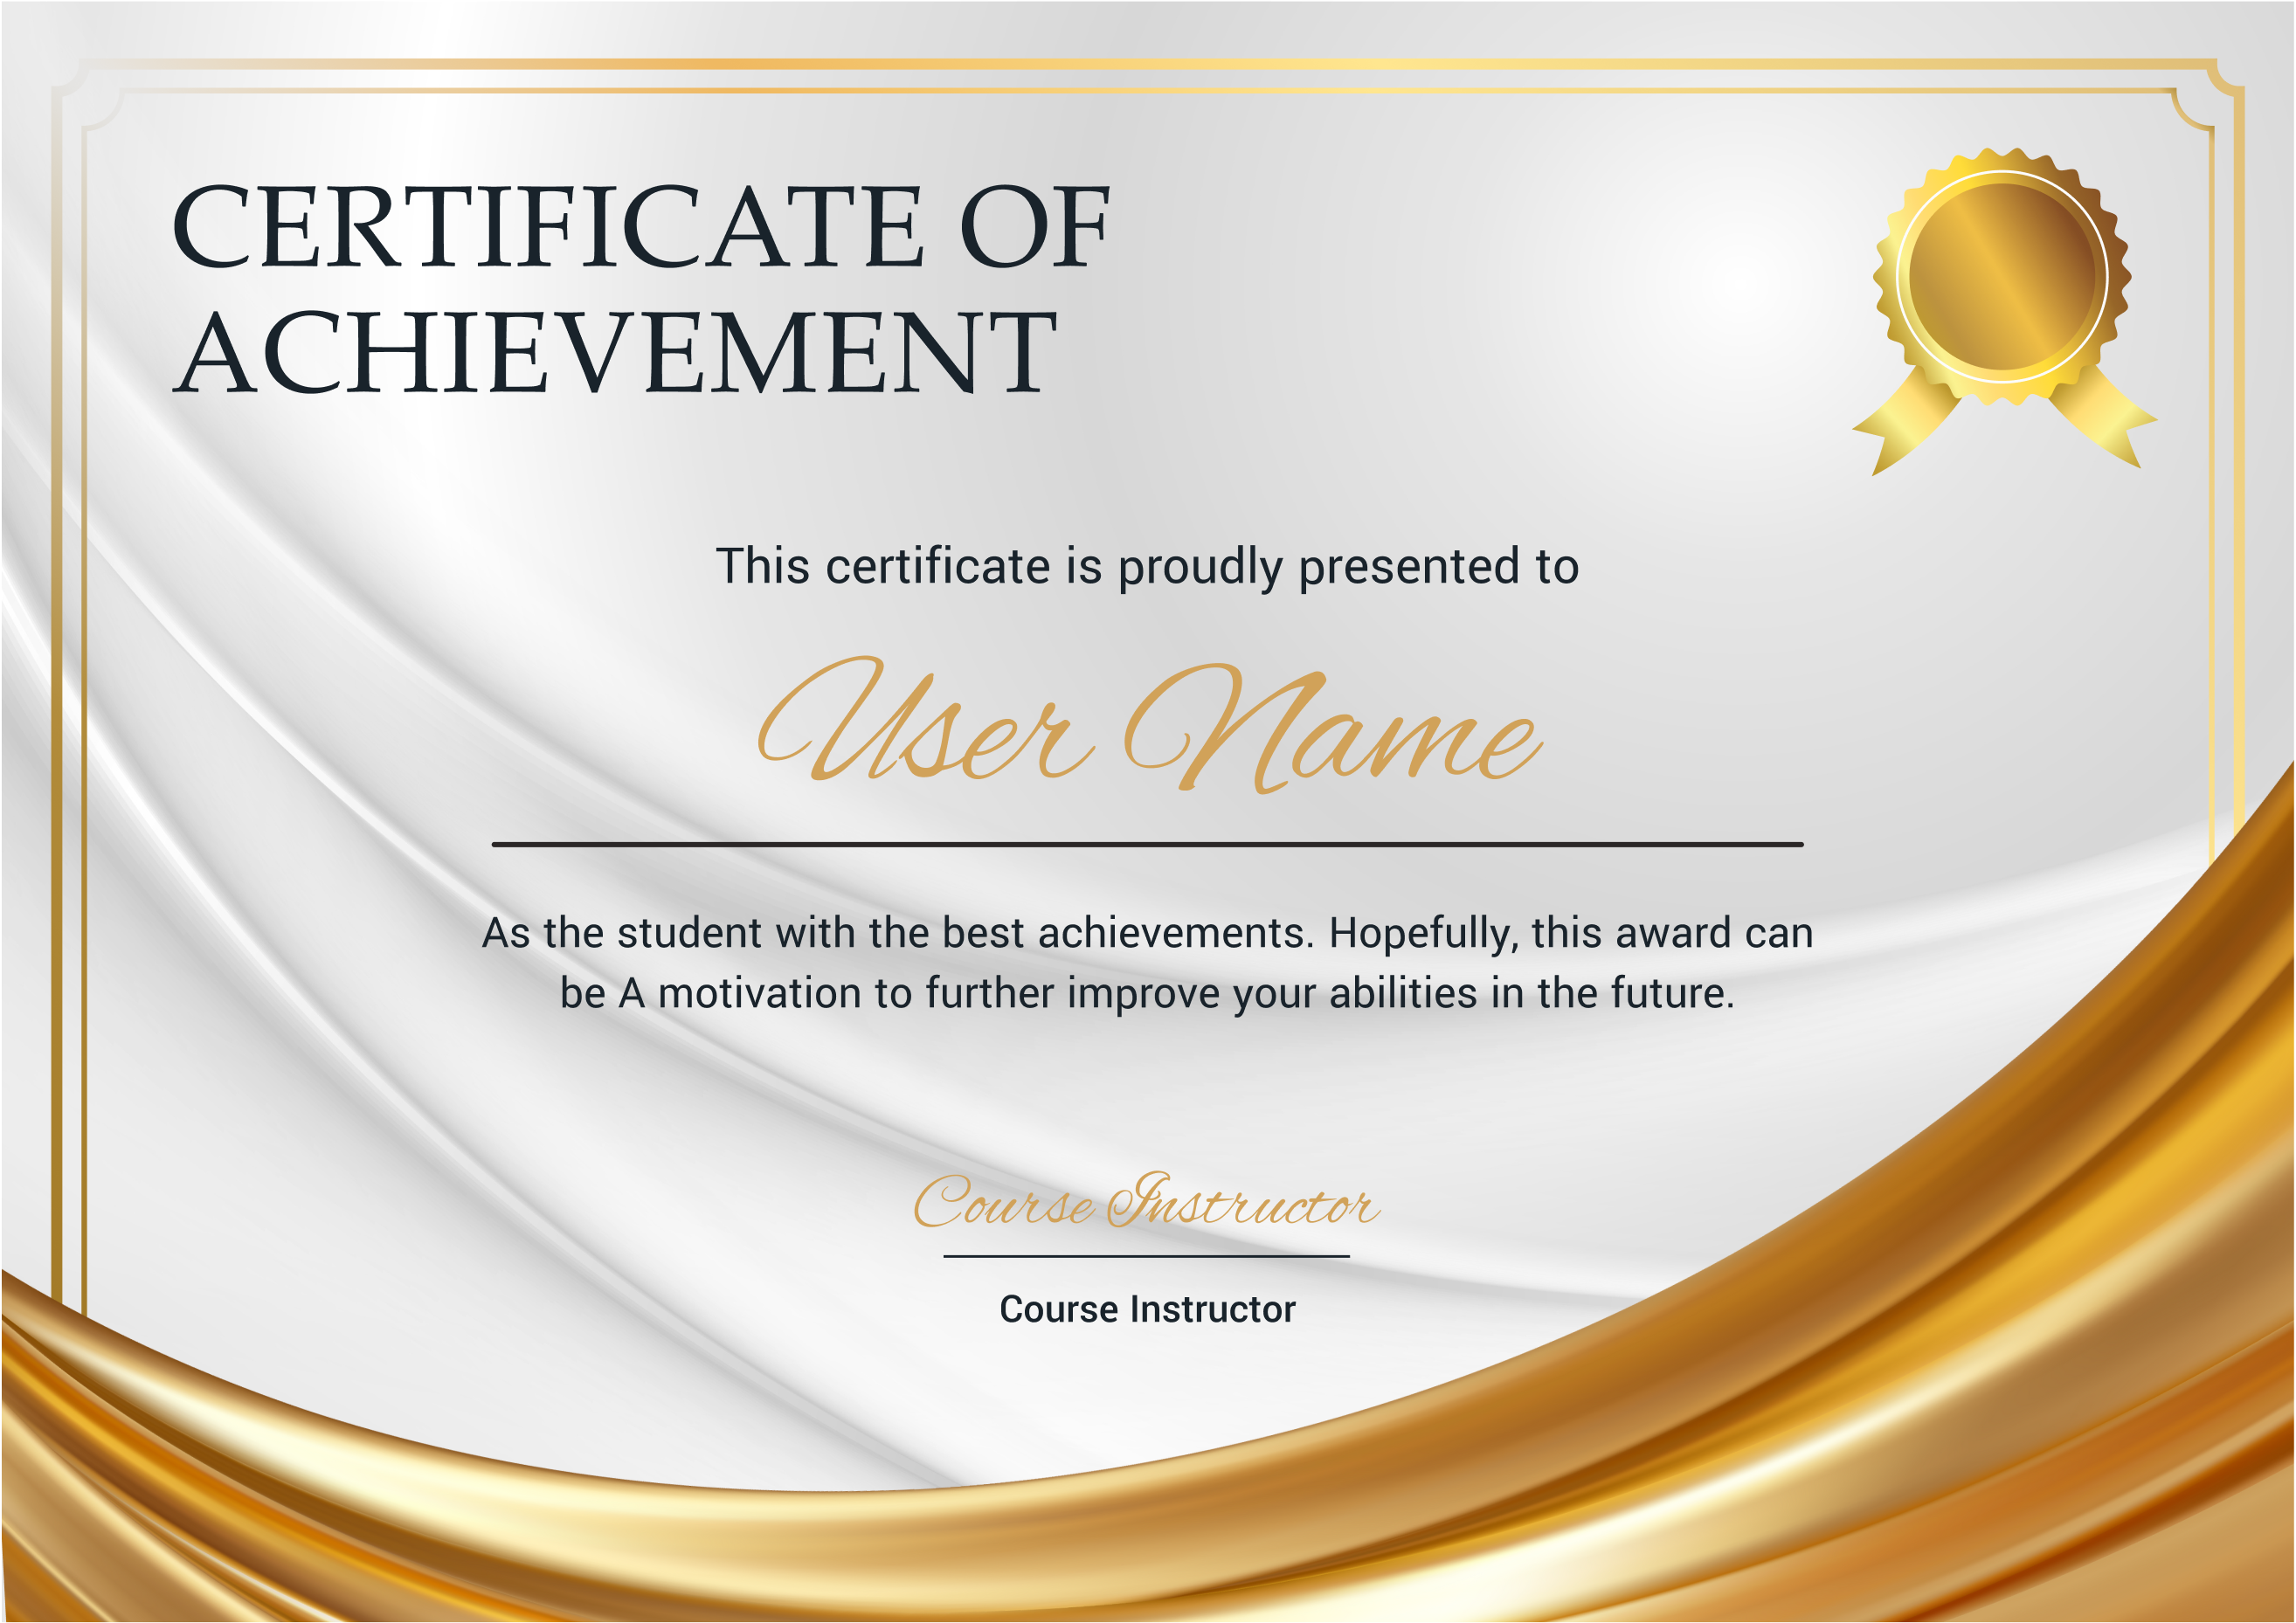 CERTIFICATE OF
ACHIEVEMENT
This certificate is proudly presented to
User Name
As the student with the best achievements. Hopefully, this award can
be A motivation to further improve your abilities in the future.
Course Instructor
Course Instructor